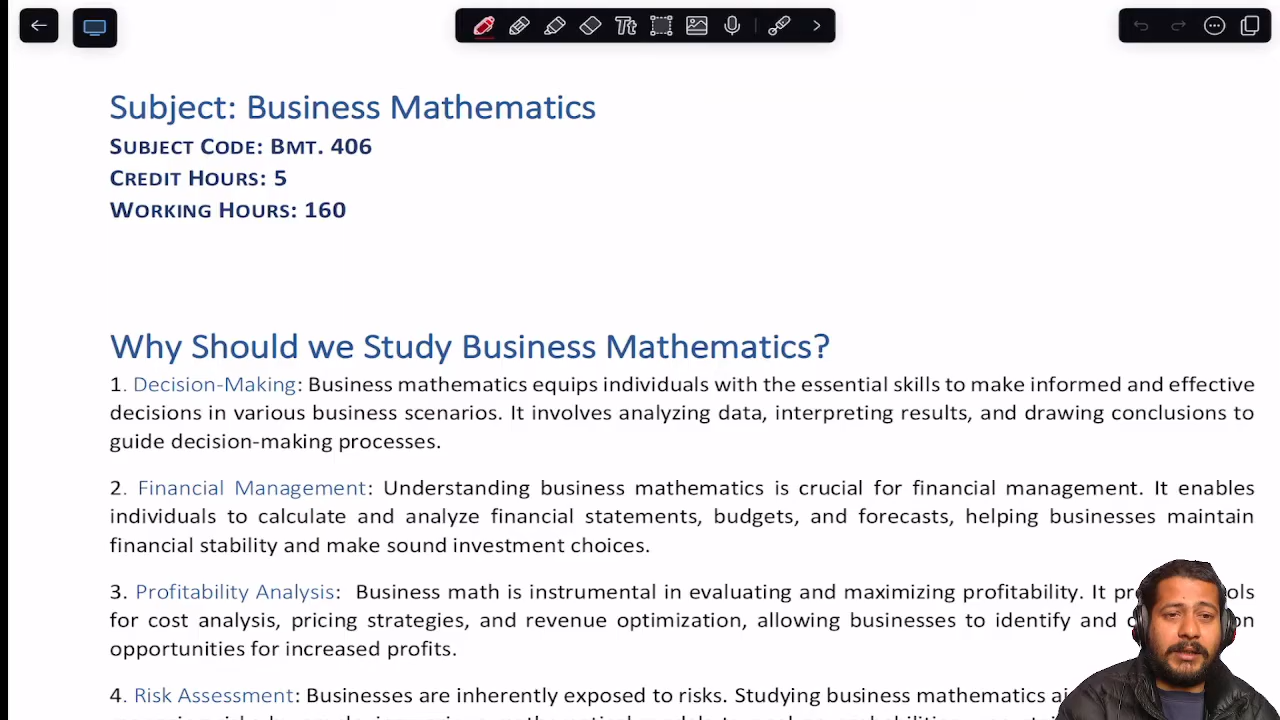 Tt
Subject: Business Mathematics
SUBJECT CODE: BMT. 406
CREDIT HOURS: 5
WORKING HOURS: 160
Why Should we Study Business Mathematics?
1. Decision-Making: Business mathematics equips individuals with the essential skills to make informed and effective
decisions in various business scenarios. It involves analyzing data, interpreting results, and drawing conclusions to
guide decision-making processes.
2. Financial Management: Understanding business mathematics is crucial for financial management. It enables
individuals to calculate and analyze financial statements, budgets, and forecasts, helping businesses maintain
financial stability and make sound investment choices.
3. Profitability Analysis: Business math is instrumental in evaluating and maximizing profitability. It
for cost analysis, pricing strategies, and revenue optimization, allowing businesses to identify and
opportunities for increased profits.
4. Risk Assessment: Businesses are inherently exposed to risks. Studying business mathematics